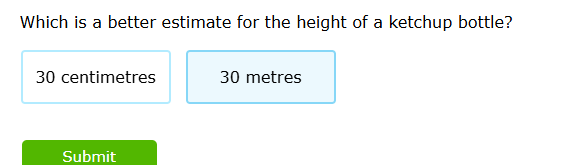 Which is a better estimate for the height of a ketchup bottle?
30 centimetres 30 metres
Submit